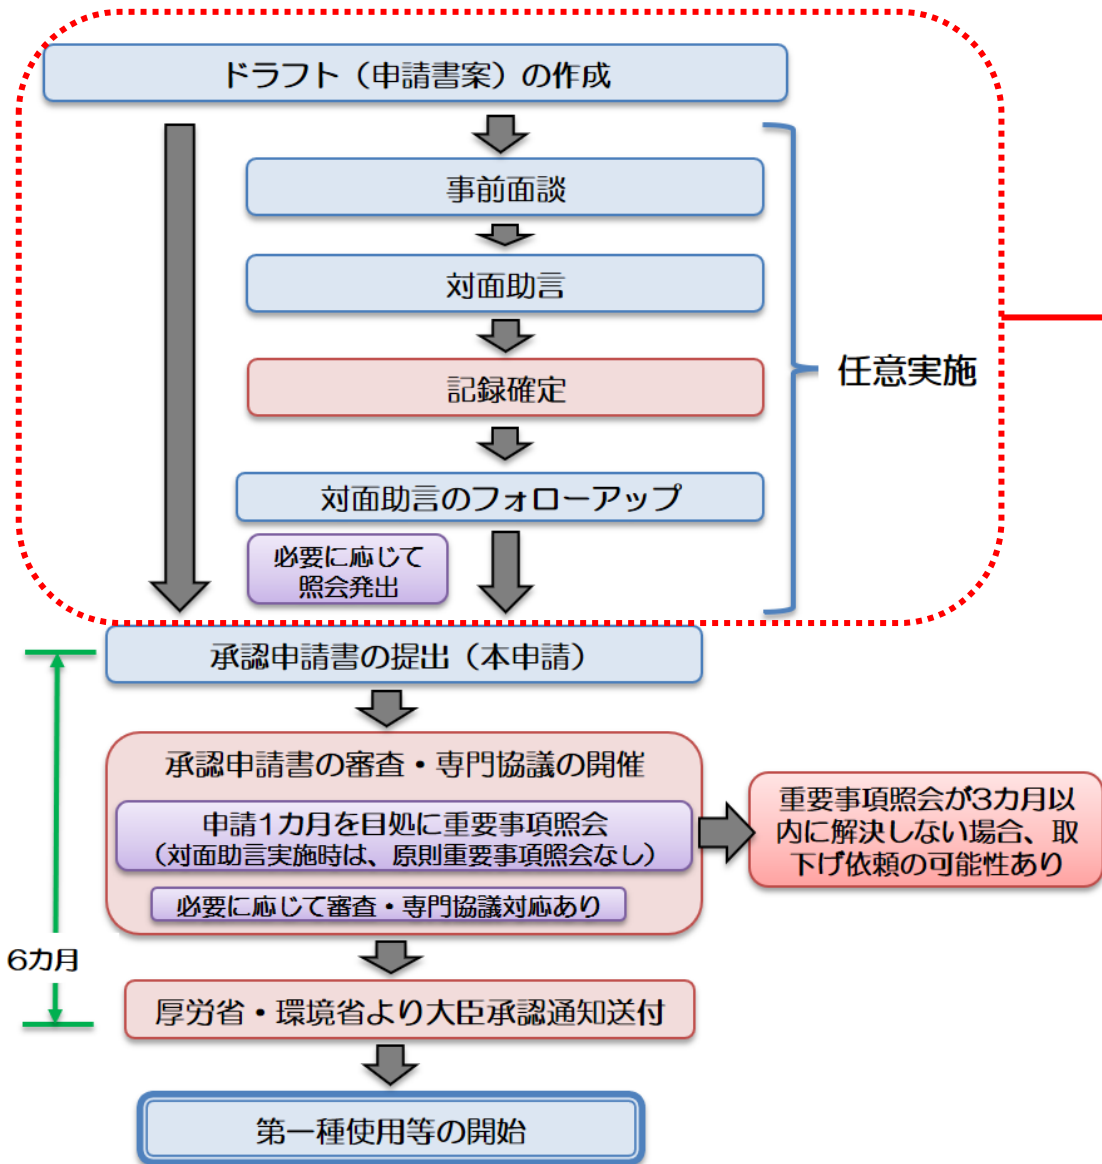 ドラフト（申請書案）の作成
事前面談
対面助言
記録確定
任意実施
対面助言のフォローアップ
必要に応じて
照会発出
承認申請書の提出（本申請）
承認申請書の審査・専門協議の開催
申請1カ月を目処に重要事項照会
（対面助言実施時は、原則重要事項照会なし）
必要に応じて審査・専門協議対応あり
重要事項照会が3カ月以
内に解決しない場合、取
下げ依頼の可能性あり
6カ月
厚労省・環境省より大臣承認通知送付
第一種使用等の開始